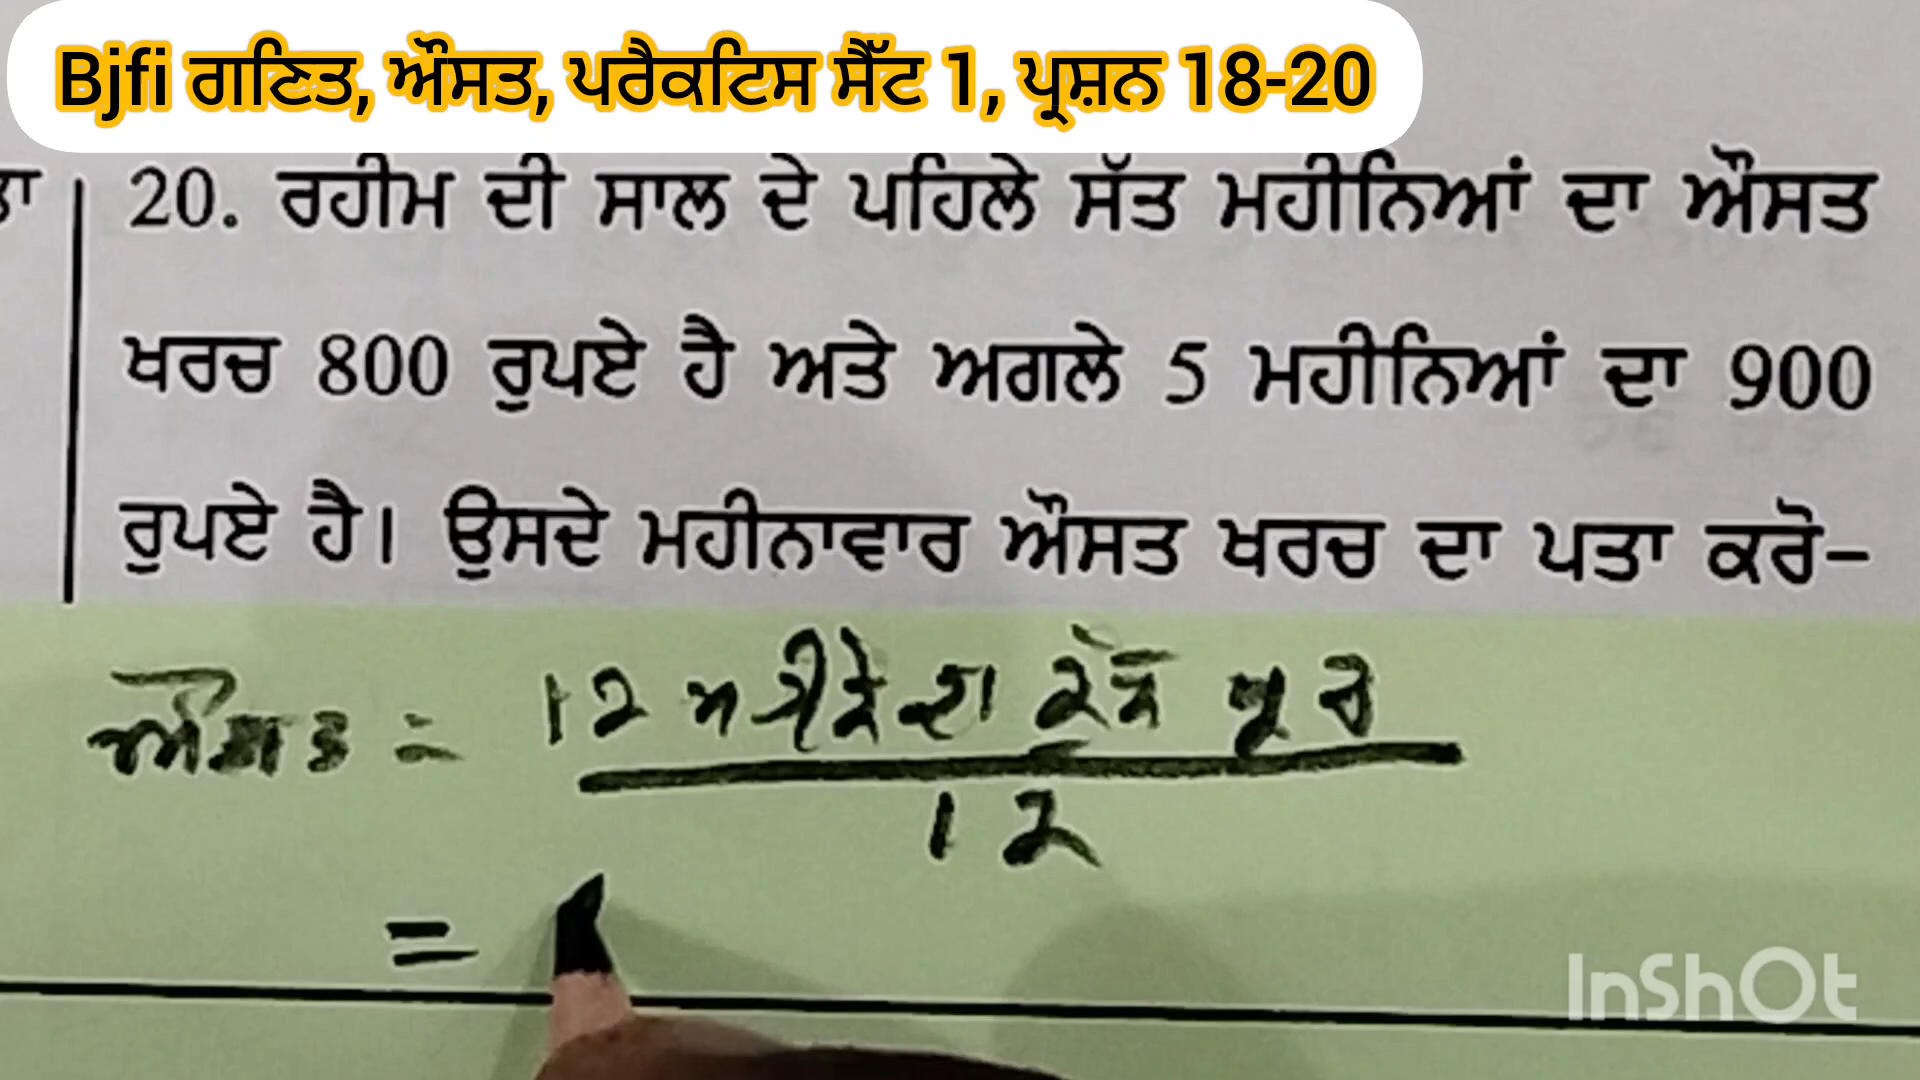 Bjfi ਗਣਿਤ, ਔਸਤ, ਪਰੈਕਟਿਸ ਸੈੱਟ 1, ਪ੍ਰਸ਼ਨ 18-20
20. ਰਹੀਮ ਦੀ ਸਾਲ ਦੇ ਪਹਿਲੇ ਸੱਤ ਮਹੀਨਿਆਂ ਦਾ ਔਸਤ
ਖਰਚ 800 ਰੁਪਏ ਹੈ ਅਤੇ ਅਗਲੇ 5 ਮਹੀਨਿਆਂ ਦਾ 900
ਰੁਪਏ ਹੈ। ਉਸਦੇ ਮਹੀਨਾਵਾਰ ਔਸਤ ਖਰਚ ਦਾ ਪਤਾ ਕਰੋ–
ਔਸਤ = 12 ਮਹੀਨੇ ਦਾ ਕੁੱਲ ਖਰਚ
12
=
InShOt